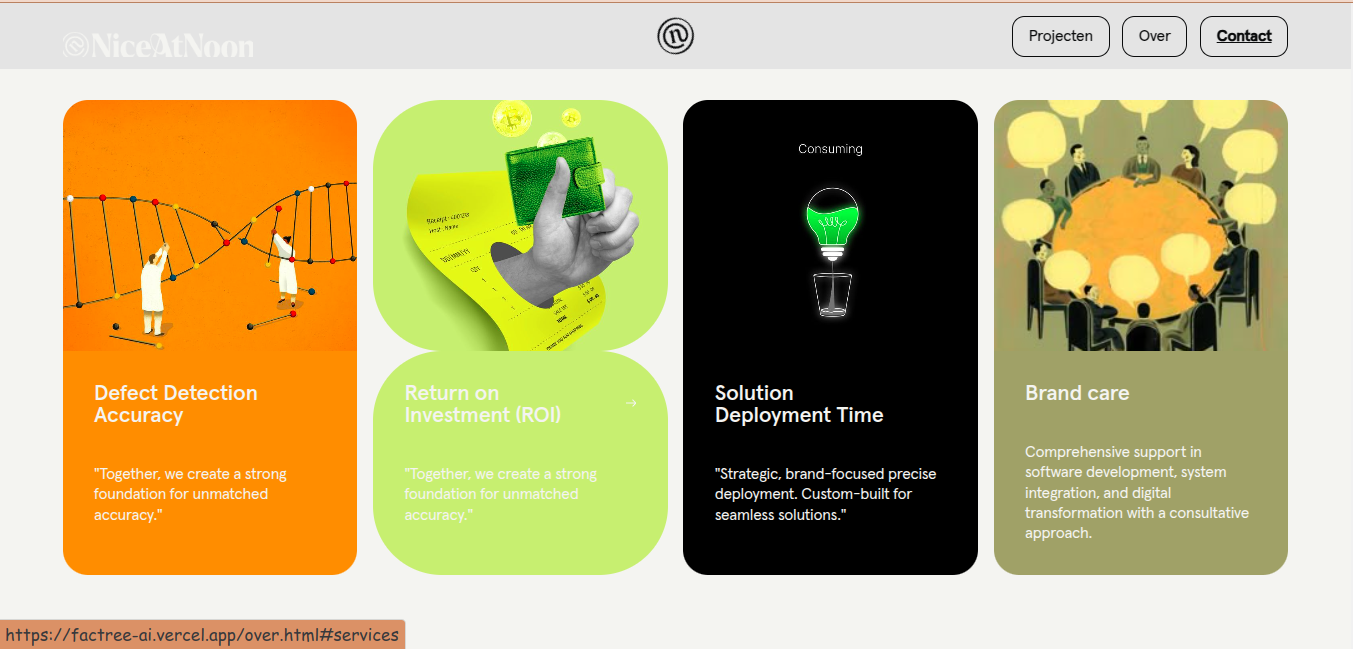 @NiceAtNoon
@
Projecten
Over
Contact
Consuming
Defect Detection
Accuracy
"Together, we create a strong
foundation for unmatched
accuracy."
Return on
Investment (ROI)
→
"Together, we create a strong
foundation for unmatched
accuracy."
Solution
Deployment Time
"Strategic, brand-focused precise
deployment. Custom-built for
seamless solutions."
Brand care
Comprehensive support in
software development, system
integration, and digital
transformation with a consultative
approach.
https://factree-ai.vercel.app/over.html#services